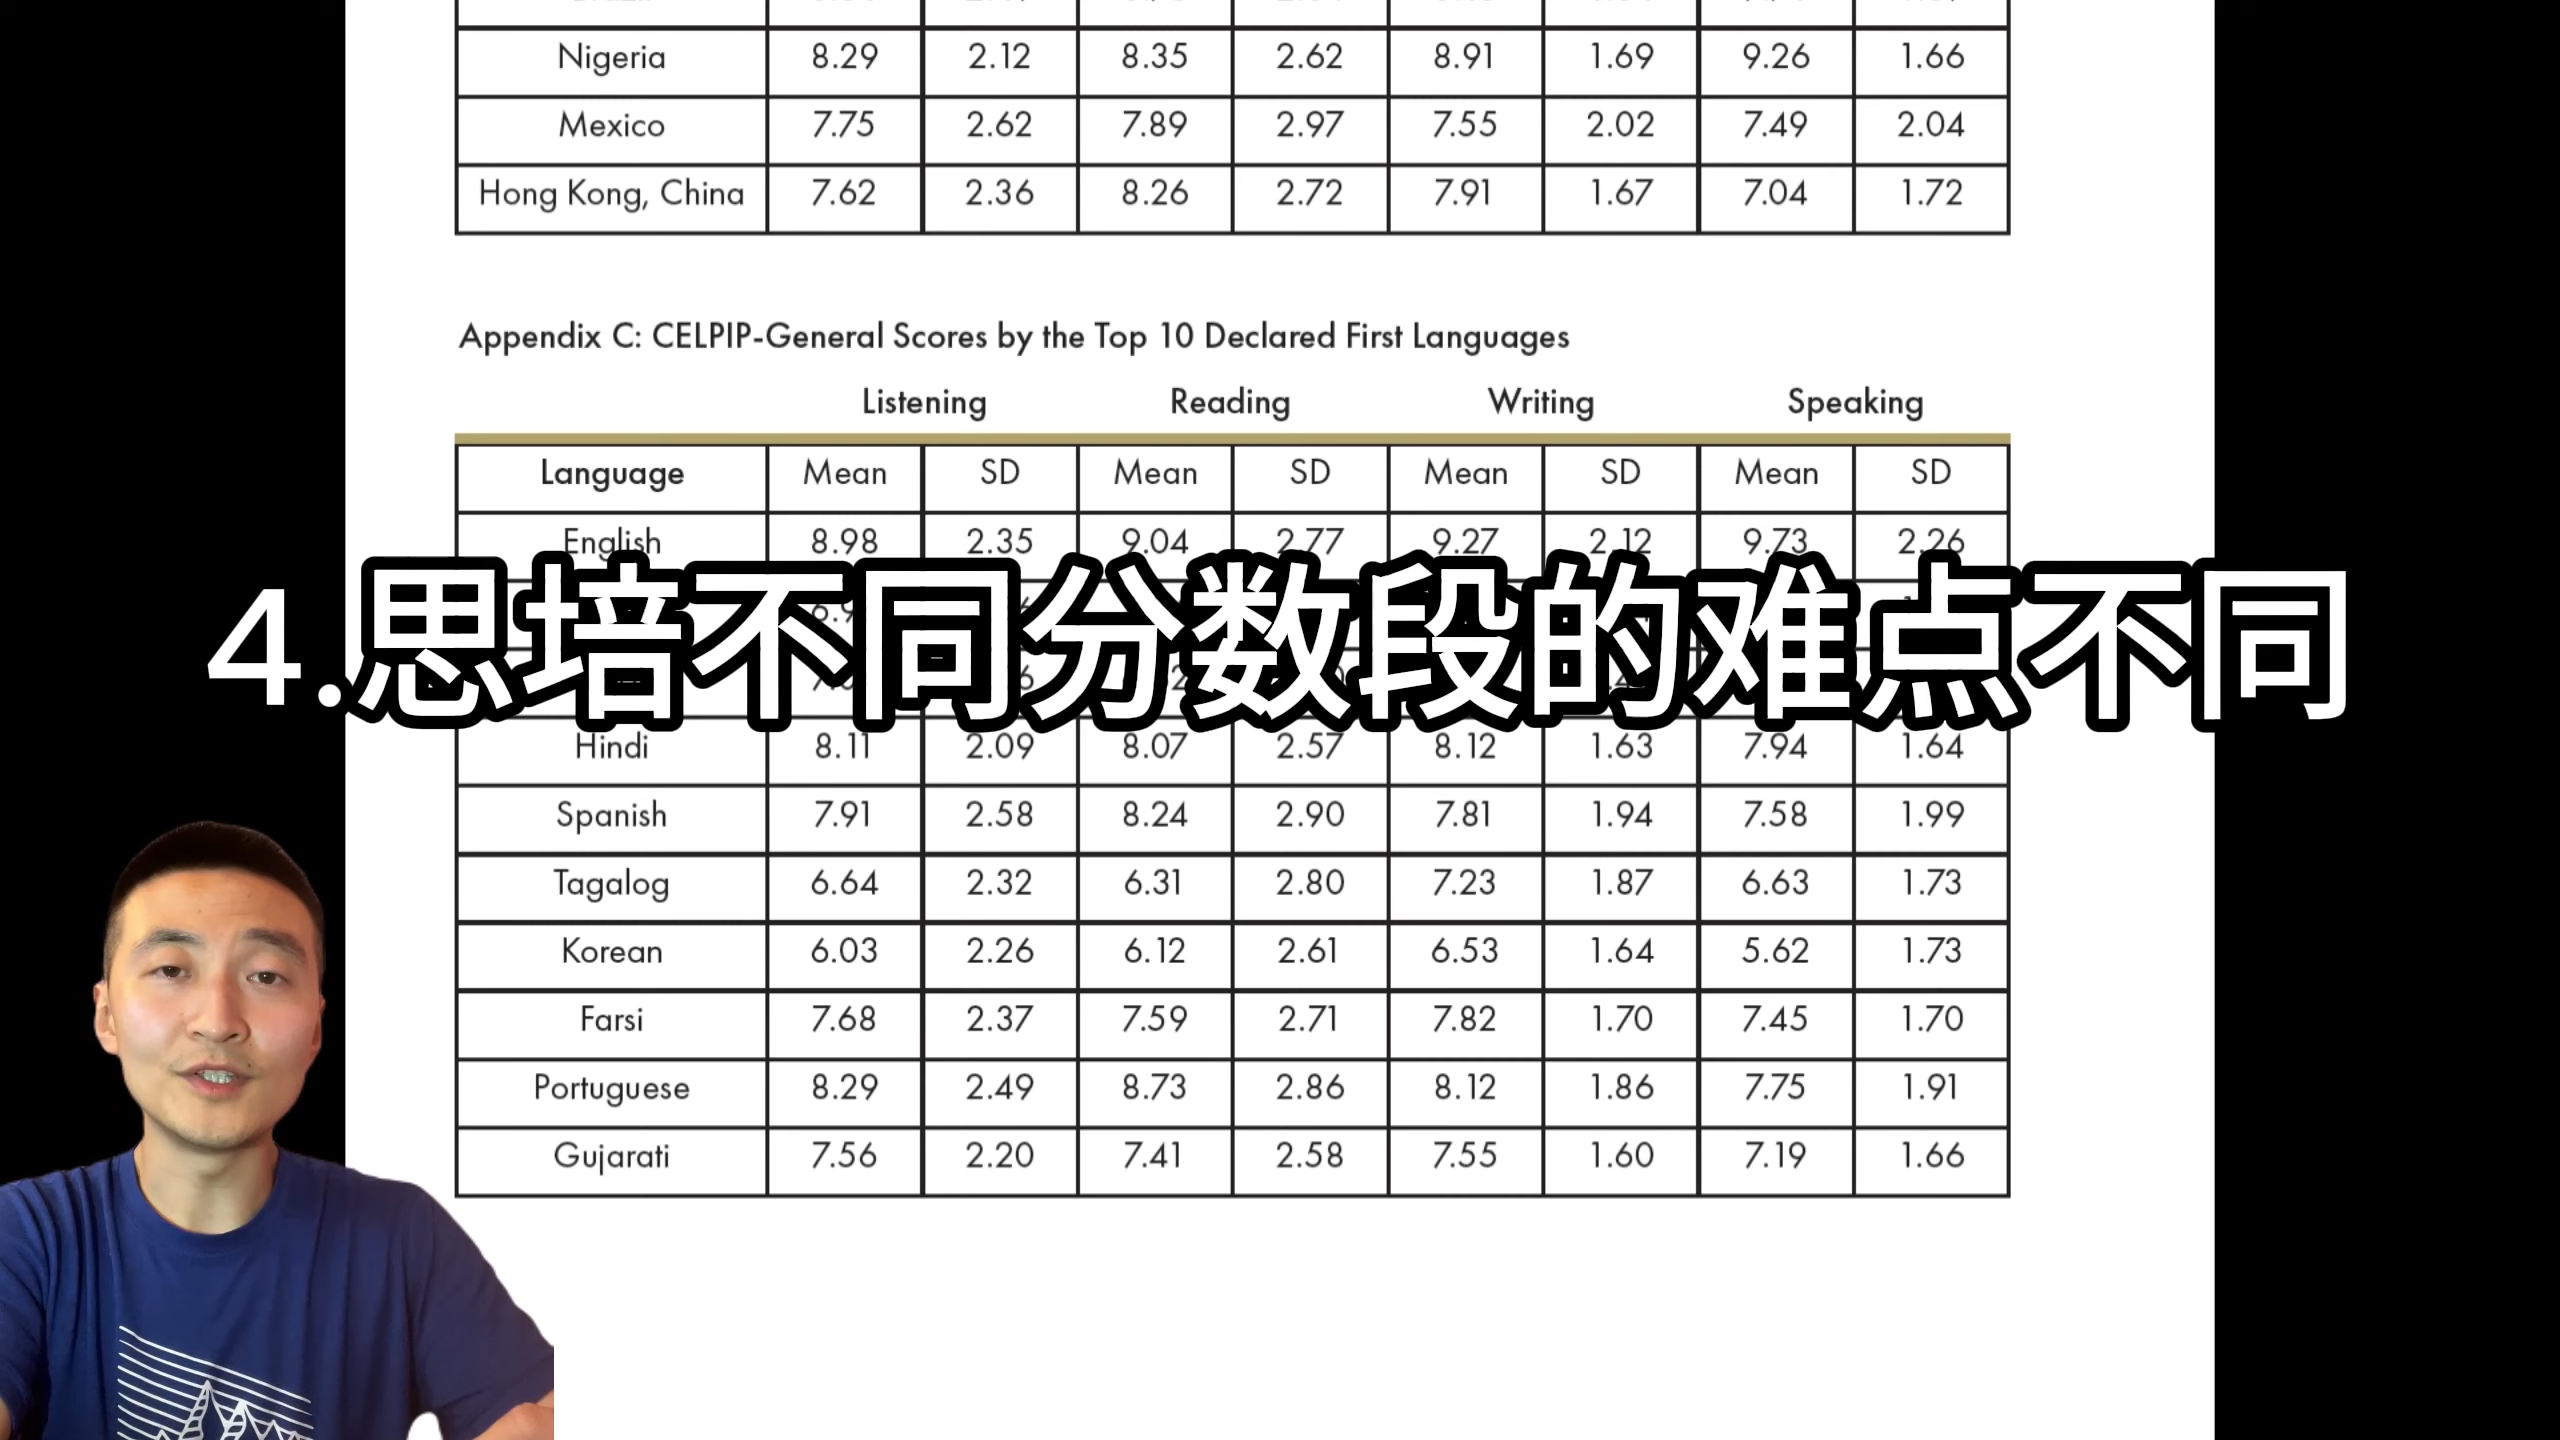 Nigeria 8.29 2.12 8.35 2.62 8.91 1.69 9.26 1.66
Mexico 7.75 2.62 7.89 2.97 7.55 2.02 7.49 2.04
Hong Kong, China 7.62 2.36 8.26 2.72 7.91 1.67 7.04 1.72
Appendix C: CELPIP-General Scores by the Top 10 Declared First Languages
Listening Reading Writing Speaking
Language Mean SD Mean SD Mean SD Mean SD
English 8.98 2.35 9.04 2.77 9.27 2.12 9.73 2.26
4.思培不同分数段的难点不同
Hindi 8.11 2.09 8.07 2.57 8.12 1.63 7.94 1.64
Spanish 7.91 2.58 8.24 2.90 7.81 1.94 7.58 1.99
Tagalog 6.64 2.32 6.31 2.80 7.23 1.87 6.63 1.73
Korean 6.03 2.26 6.12 2.61 6.53 1.64 5.62 1.73
Farsi 7.68 2.37 7.59 2.71 7.82 1.70 7.45 1.70
Portuguese 8.29 2.49 8.73 2.86 8.12 1.86 7.75 1.91
Gujarati 7.56 2.20 7.41 2.58 7.55 1.60 7.19 1.66